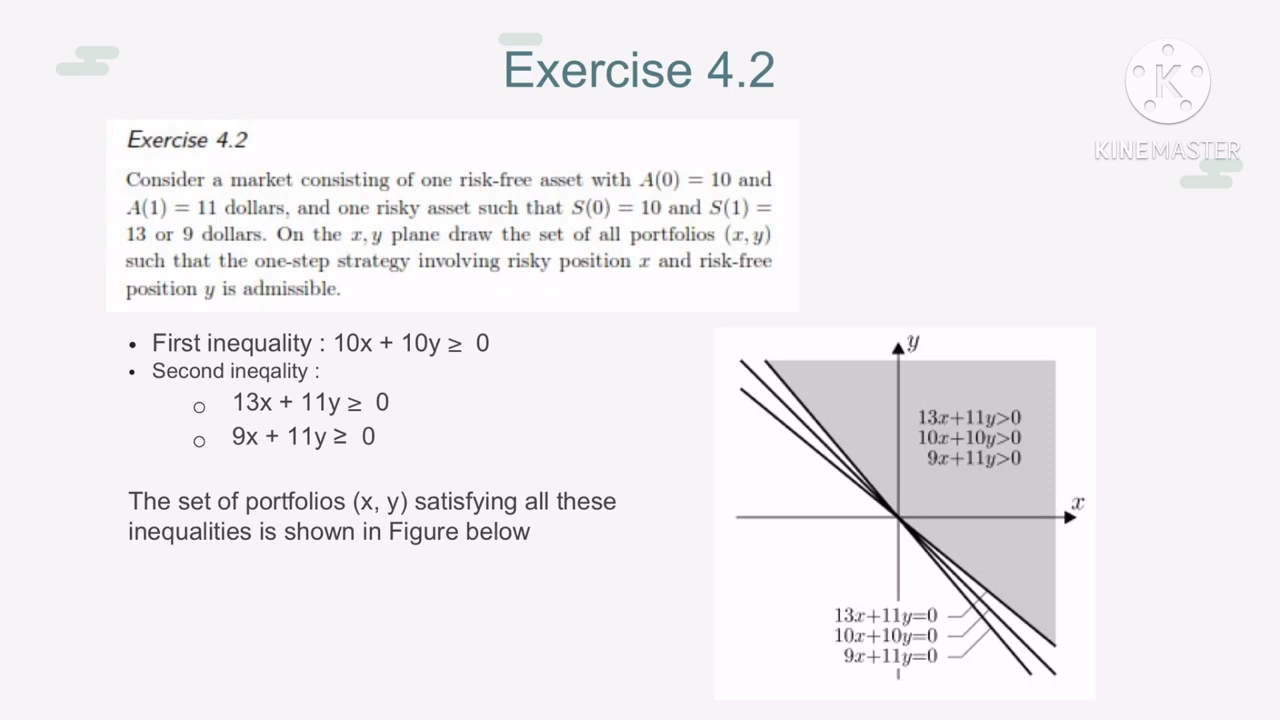 Exercise 4.2
K
KINEMASTER
Exercise 4.2
Consider a market consisting of one risk-free asset with A(0) = 10 and
A(1) = 11 dollars, and one risky asset such that S(0) = 10 and S(1) =
13 or 9 dollars. On the x, y plane draw the set of all portfolios (x, y)
such that the one-step strategy involving risky position x and risk-free
position y is admissible.
• First inequality : 10x + 10y ≥ 0
• Second ineqality :
o 13x + 11y ≥ 0
o 9x + 11y ≥ 0
The set of portfolios (x, y) satisfying all these
inequalities is shown in Figure below
y
13x+11y>0
10x+10y>0
9x+11y>0
x
13x+11y=0
10x+10y=0
9x+11y=0